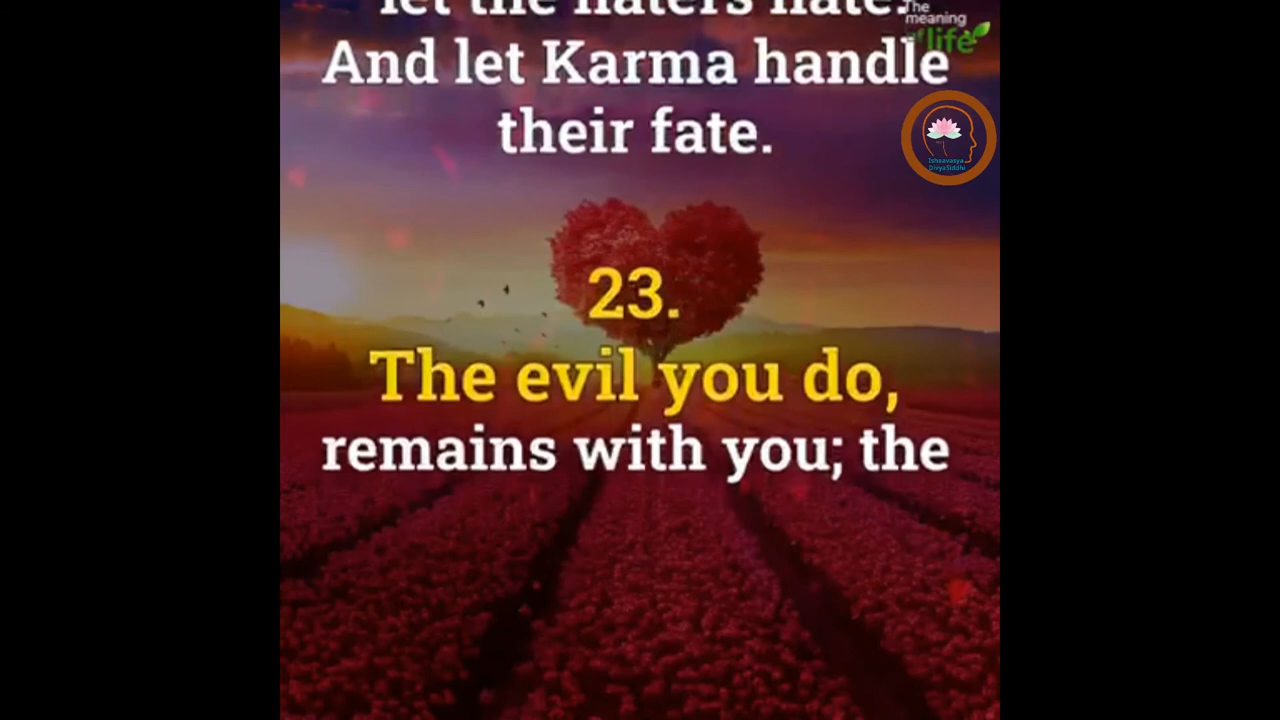 let the haters hate.
And let Karma handle
their fate.
23.
The evil you do,
remains with you; the
The
meaning
of life
Ishaavasya
DivyaSiddhi